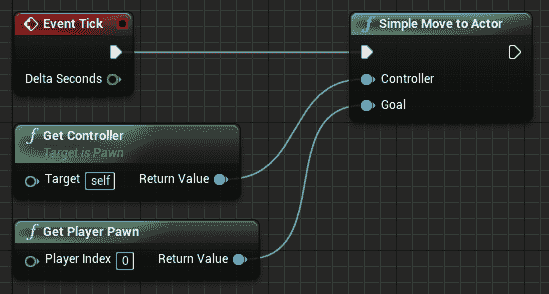 Event Tick
Delta Seconds
Simple Move to Actor
Controller
Goal
Get Controller
Target is Pawn
Target self Return Value
Get Player Pawn
Player Index 0 Return Value